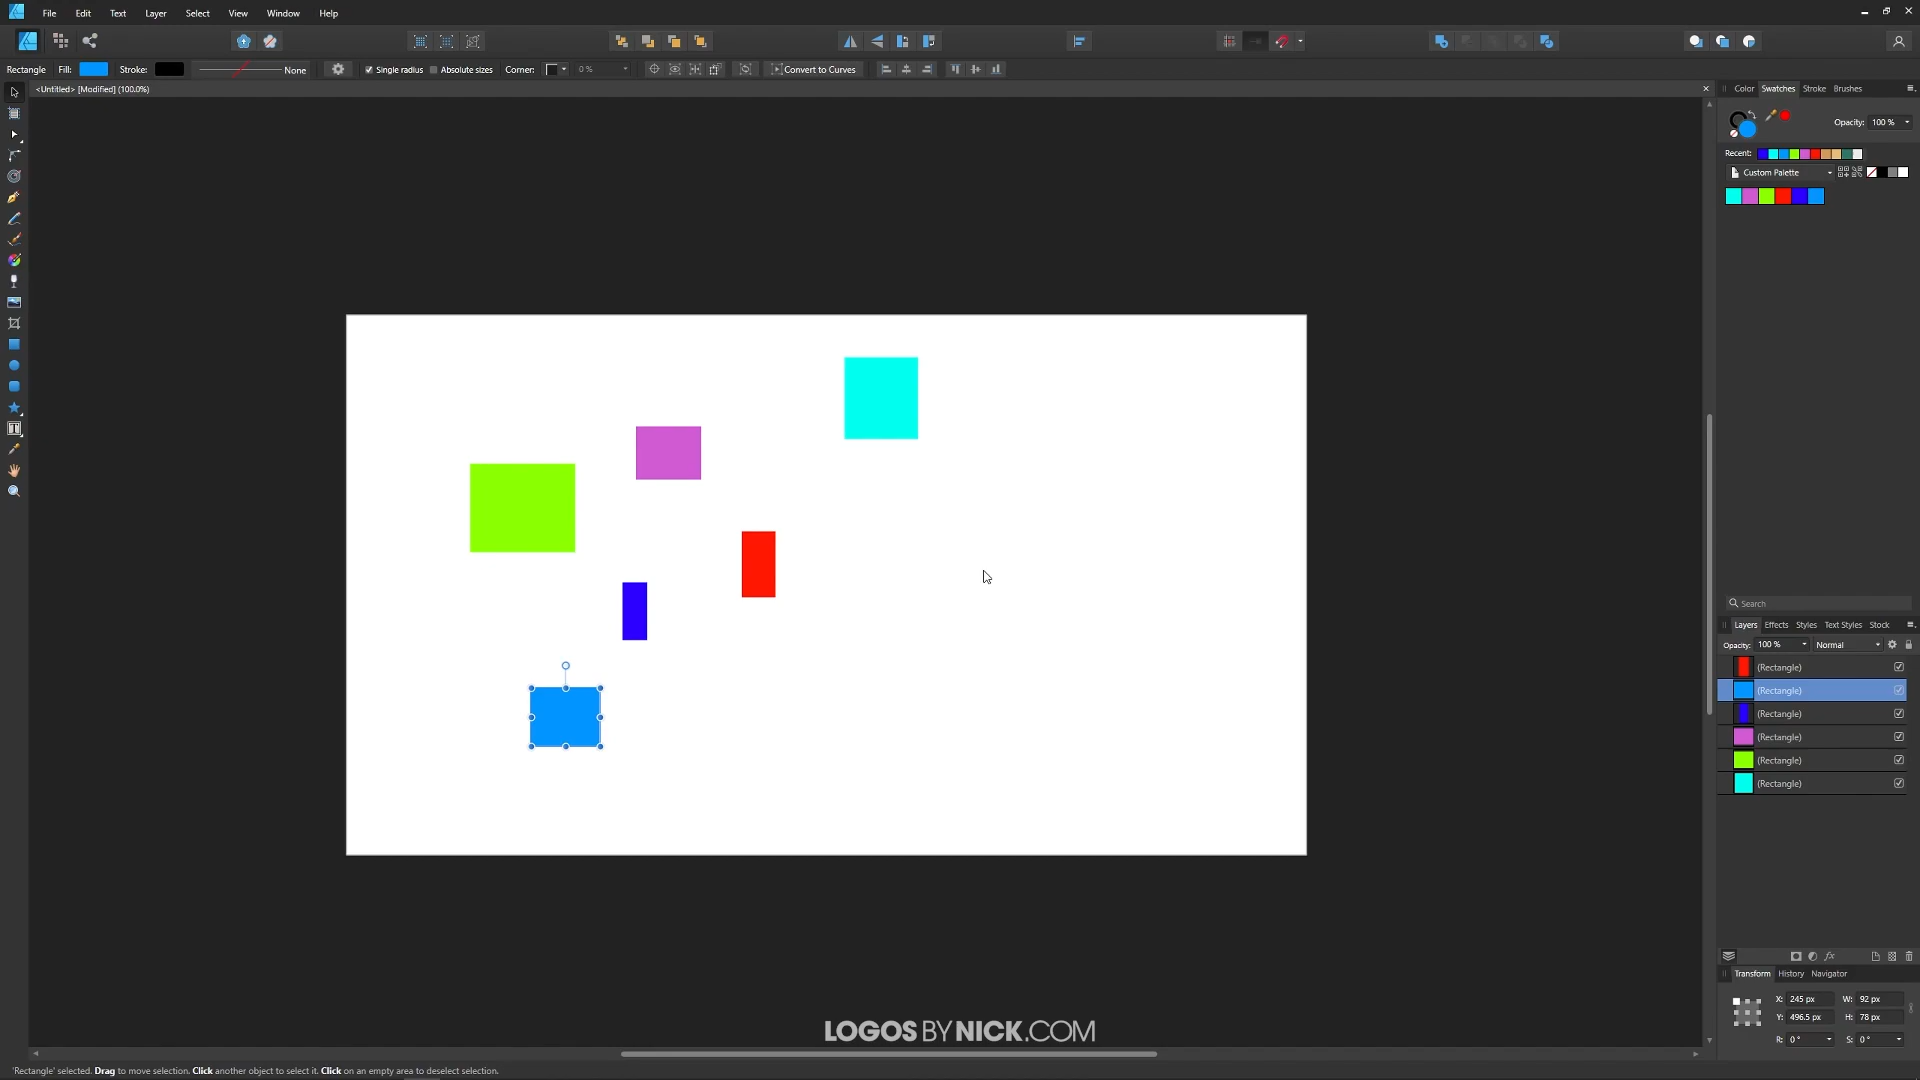 File Edit Text Layer Select View Window Help
Rectangle Fill: Stroke: None Single radius Absolute sizes Corner: 0 % Convert to Curves
<Untitled> [Modified] (100.0%)
Color Swatches Stroke Brushes
Opacity: 100 %
Recent:
Custom Palette
T
Search
Layers Effects Styles Text Styles Stock
Opacity: 100 % Normal
(Rectangle)
(Rectangle)
(Rectangle)
(Rectangle)
(Rectangle)
(Rectangle)
fx
Transform History Navigator
X: 245 px W: 92 px
Y: 496.5 px H: 78 px
R: 0 ° S: 0 °
LOGOS BY NICK.COM
'Rectangle' selected. Drag to move selection. Click another object to select it. Click on an empty area to deselect selection.